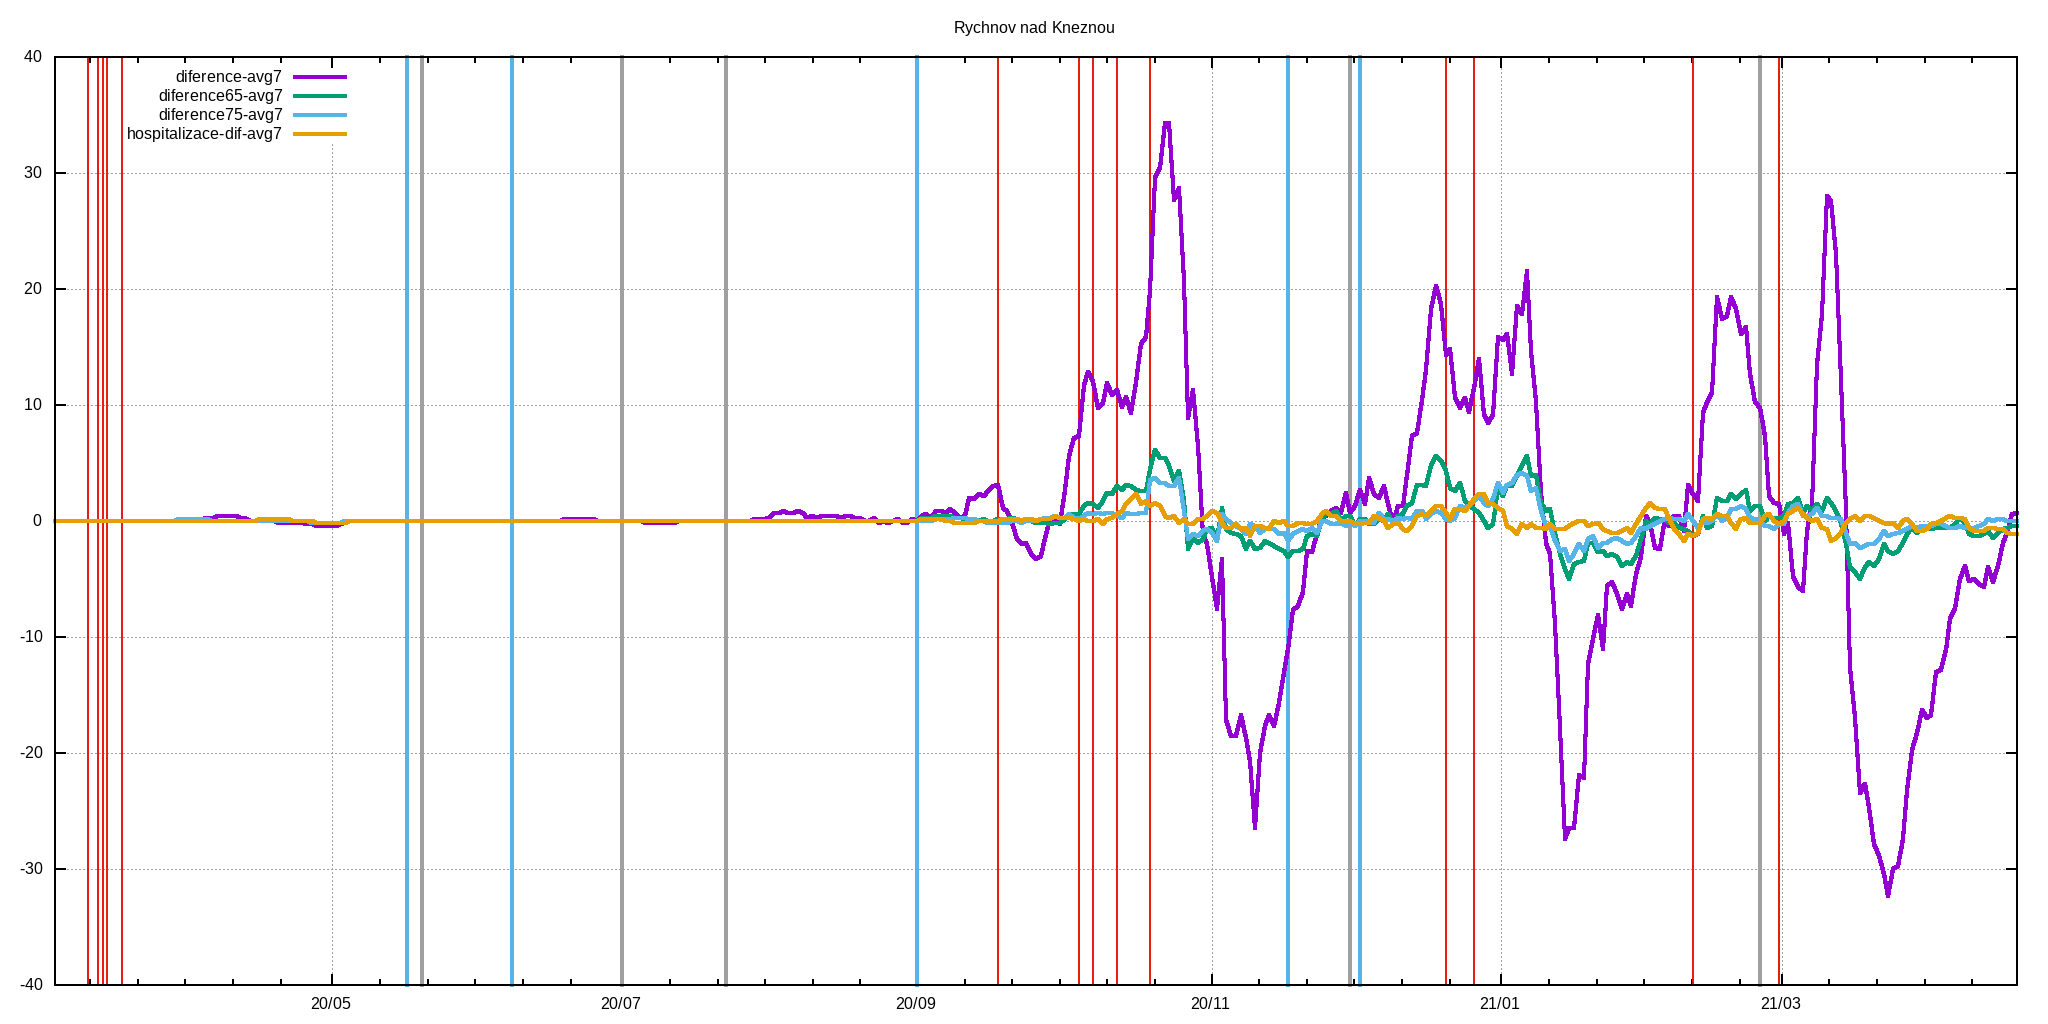 Rychnov nad Kneznou
diference-avg7
diference65-avg7
diference75-avg7
hospitalizace-dif-avg7
40
30
20
10
0
-10
-20
-30
-40
20/05 20/07 20/09 20/11 21/01 21/03